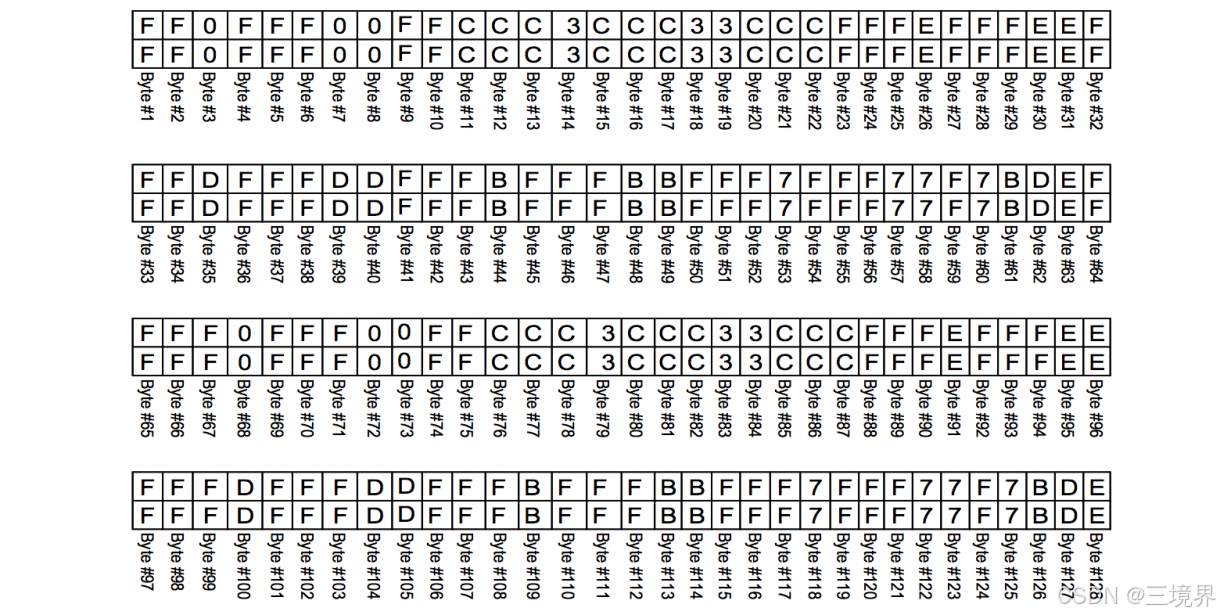 F F 0 F F F 0 0 F F C C C 3 C C C 3 3 C C C F F F E F F F E E F
F F 0 F F F 0 0 F F C C C 3 C C C 3 3 C C C F F F E F F F E E F
Byte #1 Byte #2 Byte #3 Byte #4 Byte #5 Byte #6 Byte #7 Byte #8 Byte #9 Byte #10 Byte #11 Byte #12 Byte #13 Byte #14 Byte #15 Byte #16 Byte #17 Byte #18 Byte #19 Byte #20 Byte #21 Byte #22 Byte #23 Byte #24 Byte #25 Byte #26 Byte #27 Byte #28 Byte #29 Byte #30 Byte #31 Byte #32
F F D F F F D D F F F B F F F B B F F F 7 F F F 7 7 F 7 B D E F
F F D F F F D D F F F B F F F B B F F F 7 F F F 7 7 F 7 B D E F
Byte #33 Byte #34 Byte #35 Byte #36 Byte #37 Byte #38 Byte #39 Byte #40 Byte #41 Byte #42 Byte #43 Byte #44 Byte #45 Byte #46 Byte #47 Byte #48 Byte #49 Byte #50 Byte #51 Byte #52 Byte #53 Byte #54 Byte #55 Byte #56 Byte #57 Byte #58 Byte #59 Byte #60 Byte #61 Byte #62 Byte #63 Byte #64
F F F 0 F F F 0 0 F F C C C 3 C C C 3 3 C C C F F F E F F F E E
F F F 0 F F F 0 0 F F C C C 3 C C C 3 3 C C C F F F E F F F E E
Byte #65 Byte #66 Byte #67 Byte #68 Byte #69 Byte #70 Byte #71 Byte #72 Byte #73 Byte #74 Byte #75 Byte #76 Byte #77 Byte #78 Byte #79 Byte #80 Byte #81 Byte #82 Byte #83 Byte #84 Byte #85 Byte #86 Byte #87 Byte #88 Byte #89 Byte #90 Byte #91 Byte #92 Byte #93 Byte #94 Byte #95 Byte #96
F F F D F F F D D F F F B F F F B B F F F 7 F F F 7 7 F 7 B D E
F F F D F F F D D F F F B F F F B B F F F 7 F F F 7 7 F 7 B D E
Byte #97 Byte #98 Byte #99 Byte #100 Byte #101 Byte #102 Byte #103 Byte #104 Byte #105 Byte #106 Byte #107 Byte #108 Byte #109 Byte #110 Byte #111 Byte #112 Byte #113 Byte #114 Byte #115 Byte #116 Byte #117 Byte #118 Byte #119 Byte #120 Byte #121 Byte #122 Byte #123 Byte #124 Byte #125 Byte #126 Byte #127 Byte #128
CSDN @三境界